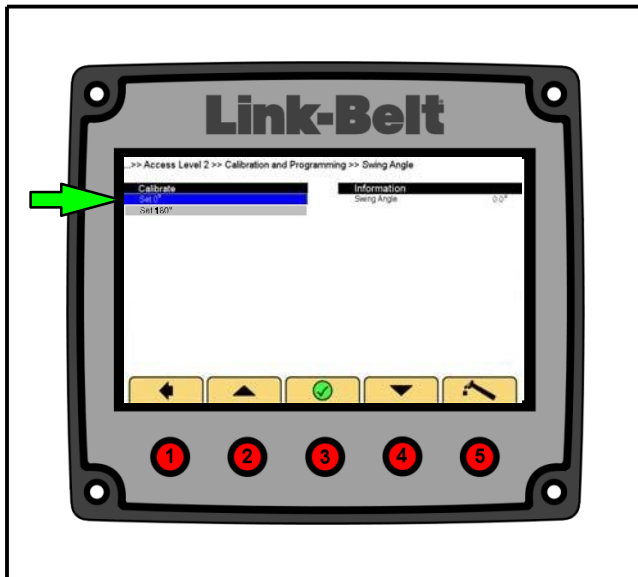 Link-Belt
...>> Access Level 2 >> Calibration and Programming >> Swing Angle
Calibrate
Set 0°
Set 180°
Information
Swing Angle 0.0°
1 2 3 4 5